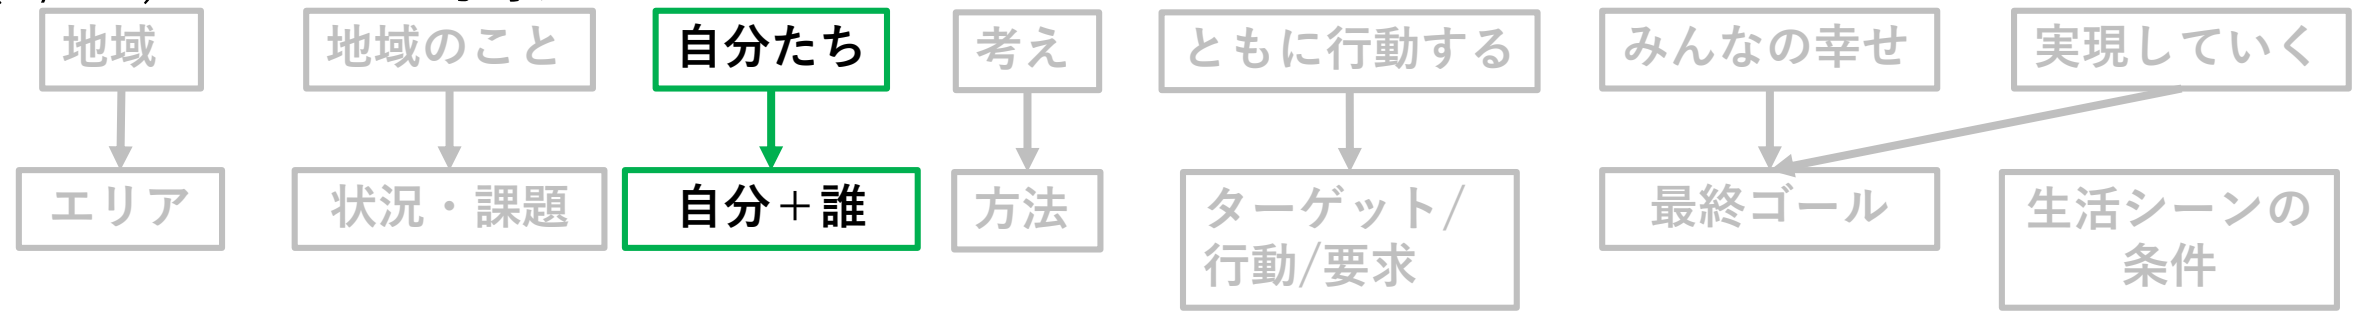 地域
地域のこと
自分たち
考え
ともに行動する
みんなの幸せ
実現していく
エリア
状況・課題
自分＋誰
方法
ターゲット/
行動/要求
最終ゴール
生活シーンの
条件